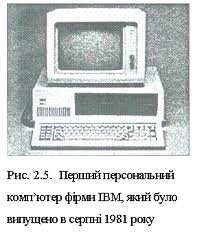 Рис. 2.5. Перший персональний
комп’ютер фірми IBM, який було
випущено в серпні 1981 року